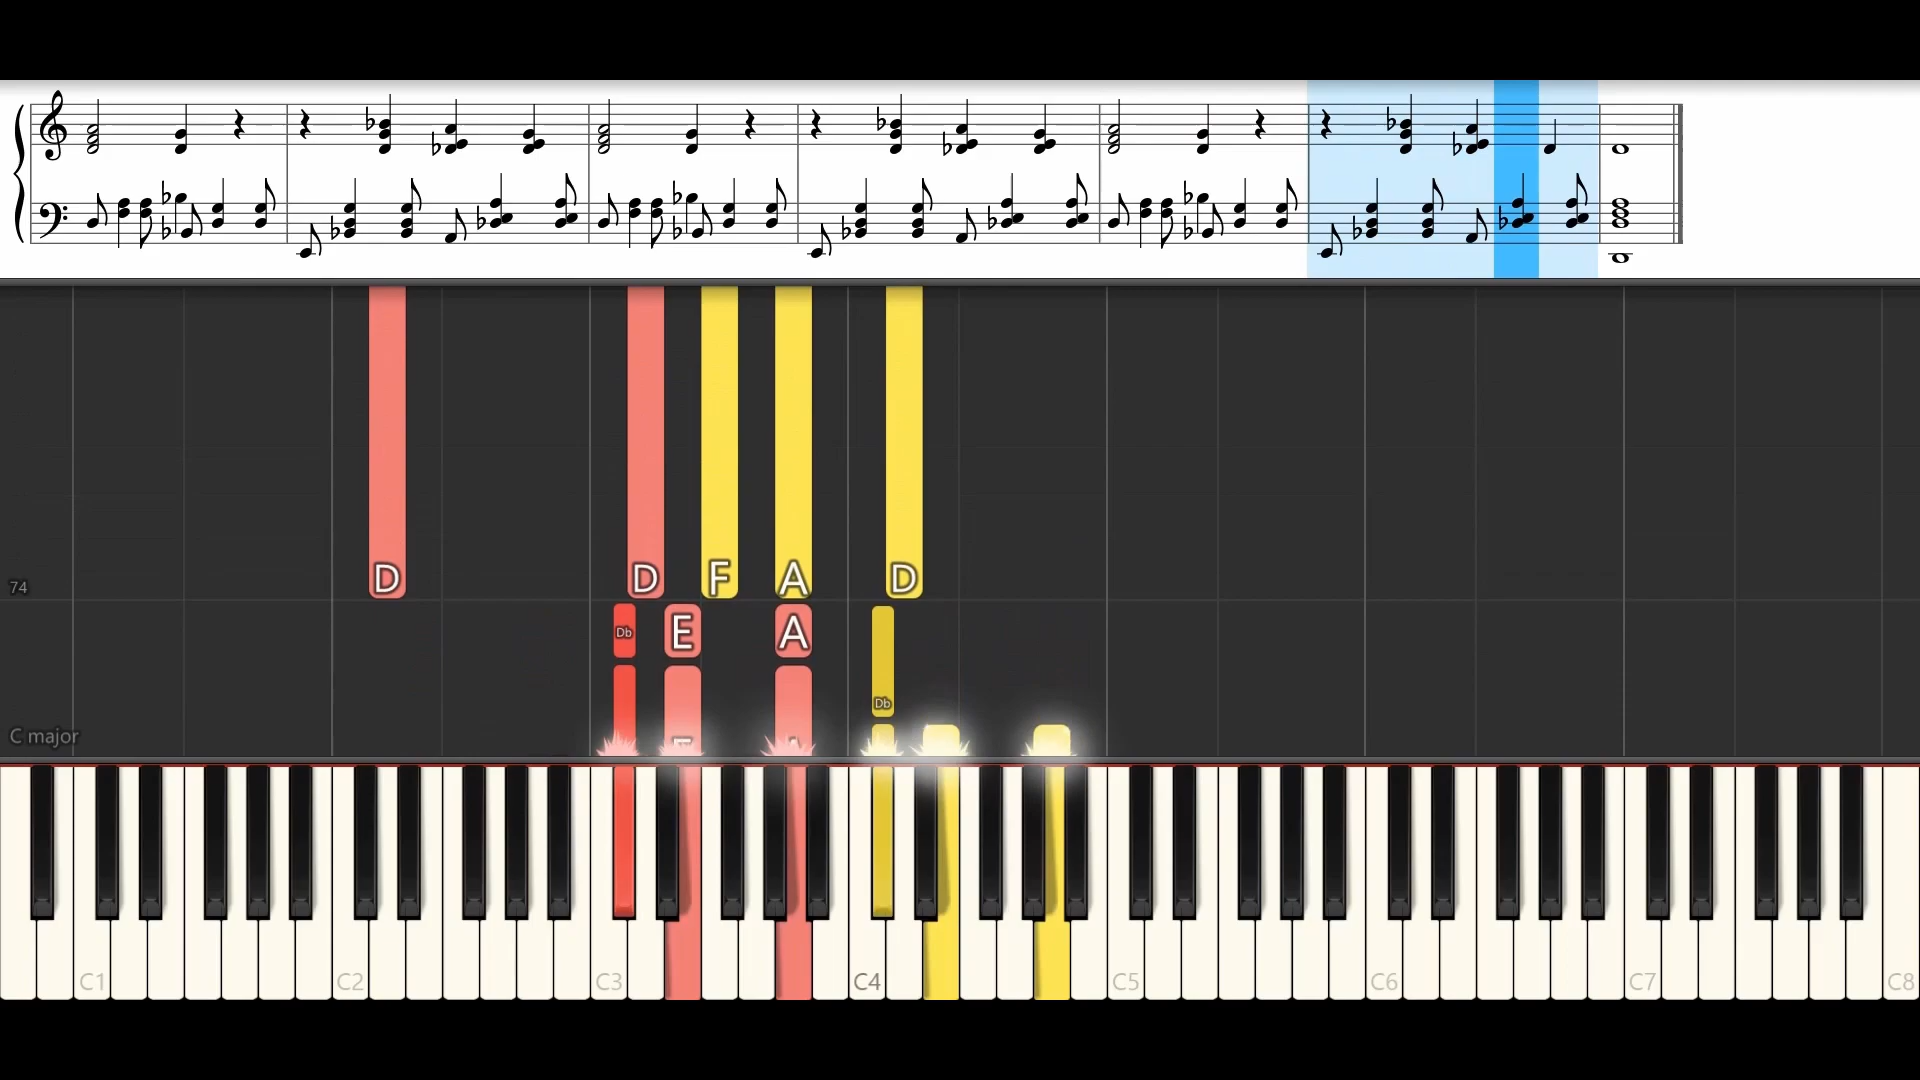 D D F A D
74
Db E A
Db
C major
C1 C2 C3 C4 C5 C6 C7 C8